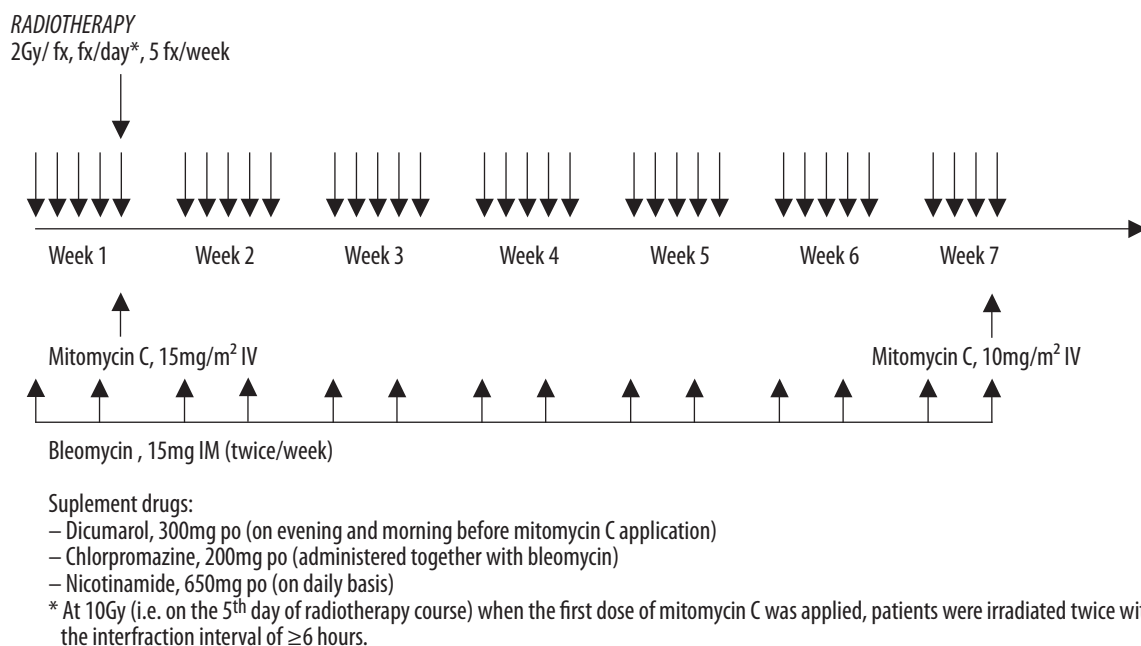 RADIOTHERAPY
2Gy/ fx, fx/day*, 5 fx/week
Week 1 Week 2 Week 3 Week 4 Week 5 Week 6 Week 7
Mitomycin C, 15mg/m² IV Mitomycin C, 10mg/m² IV
Bleomycin , 15mg IM (twice/week)
Suplement drugs:
– Dicumarol, 300mg po (on evening and morning before mitomycin C application)
– Chlorpromazine, 200mg po (administered together with bleomycin)
– Nicotinamide, 650mg po (on daily basis)
* At 10Gy (i.e. on the 5th day of radiotherapy course) when the first dose of mitomycin C was applied, patients were irradiated twice wi
the interfraction interval of ≥6 hours.